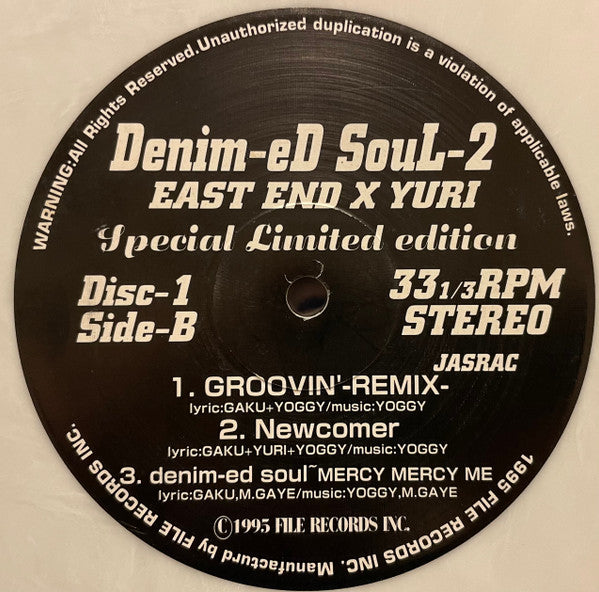 WARNING:All Rights Reserved.Unauthorized duplication is a violation of applicable laws.
Denim-eD SouL-2
EAST END X YURI
Special Limited edition
Disc-1
Side-B
33 1/3 RPM
STEREO
JASRAC
1. GROOVIN'-REMIX-
lyric:GAKU+YOGGY/music:YOGGY
2. Newcomer
lyric:GAKU+YURI+YOGGY/music:YOGGY
3. denim-ed soul~MERCY MERCY ME
lyric:GAKU,M.GAYE/music:YOGGY,M.GAYE
©1995 FILE RECORDS INC.
Manufacturd by FILE RECORDS INC. 1995 FILE RECORDS INC.